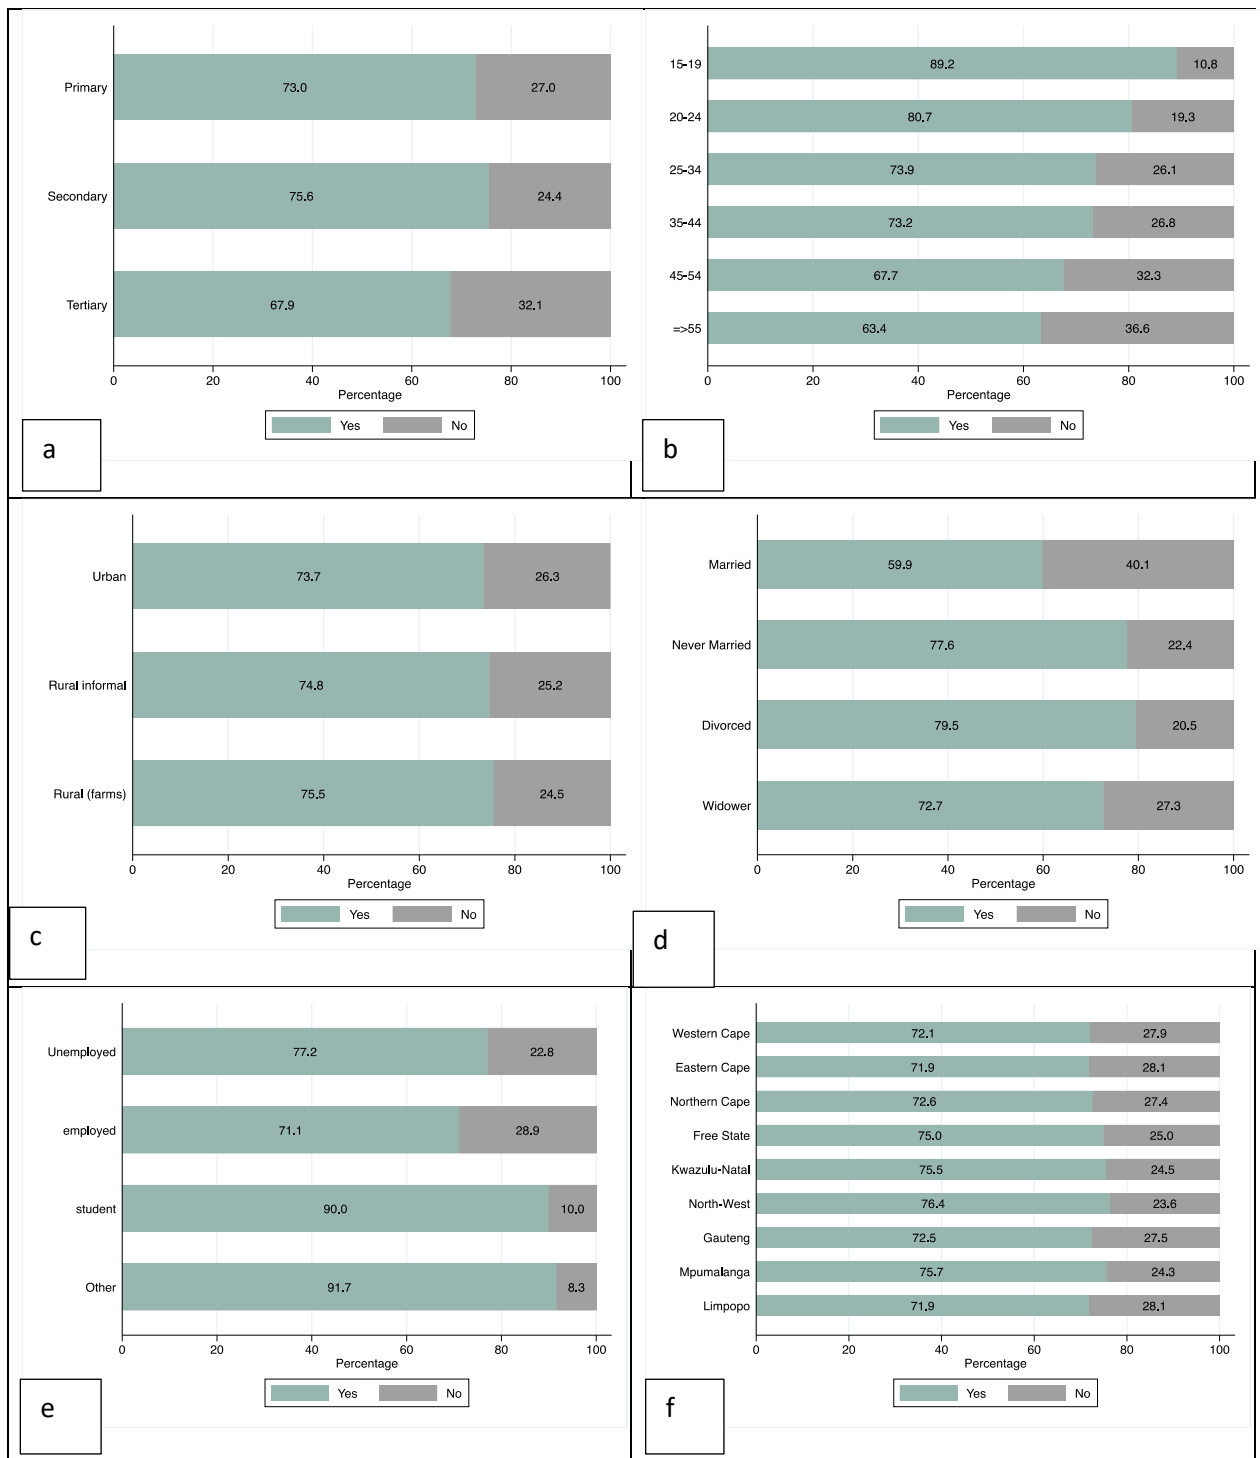 Primary 73.0 27.0
Secondary 75.6 24.4
Tertiary 67.9 32.1
0 20 40 60 80 100
Percentage
Yes No
a
15-19 89.2 10.8
20-24 80.7 19.3
25-34 73.9 26.1
35-44 73.2 26.8
45-54 67.7 32.3
=>55 63.4 36.6
0 20 40 60 80 100
Percentage
Yes No
b
Urban 73.7 26.3
Rural informal 74.8 25.2
Rural (farms) 75.5 24.5
0 20 40 60 80 100
Percentage
Yes No
c
Married 59.9 40.1
Never Married 77.6 22.4
Divorced 79.5 20.5
Widower 72.7 27.3
0 20 40 60 80 100
Percentage
Yes No
d
Unemployed 77.2 22.8
employed 71.1 28.9
student 90.0 10.0
Other 91.7 8.3
0 20 40 60 80 100
Percentage
Yes No
e
Western Cape 72.1 27.9
Eastern Cape 71.9 28.1
Northern Cape 72.6 27.4
Free State 75.0 25.0
Kwazulu-Natal 75.5 24.5
North-West 76.4 23.6
Gauteng 72.5 27.5
Mpumalanga 75.7 24.3
Limpopo 71.9 28.1
0 20 40 60 80 100
Percentage
Yes No
f